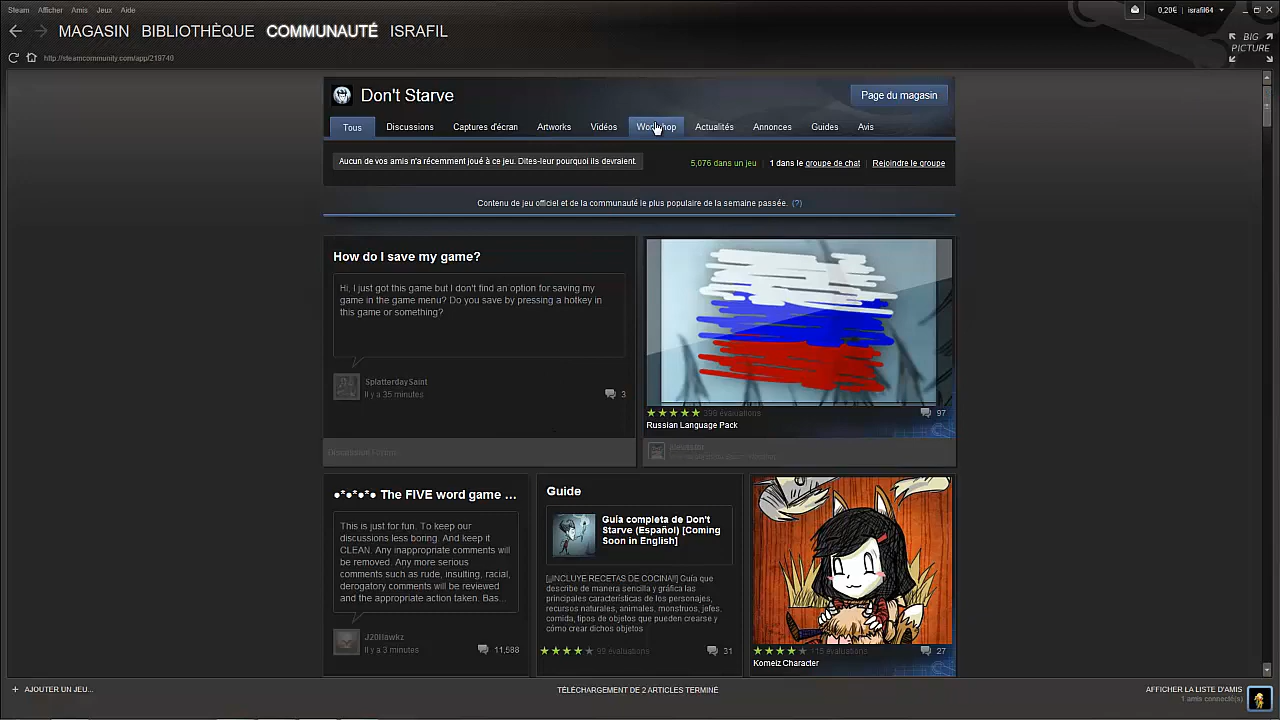 Steam Afficher Amis Jeux Aide
0,20€ israfil64
MAGASIN BIBLIOTHÈQUE COMMUNAUTÉ ISRAFIL
BIG PICTURE
http://steamcommunity.com/app/219740
Don't Starve
Page du magasin
Tous Discussions Captures d'écran Artworks Vidéos Workshop Actualités Annonces Guides Avis
Aucun de vos amis n'a récemment joué à ce jeu. Dites-leur pourquoi ils devraient.
5,076 dans un jeu | 1 dans le groupe de chat | Rejoindre le groupe
Contenu de jeu officiel et de la communauté le plus populaire de la semaine passée. (?)
How do I save my game?
Hi, I just got this game but I don't find an option for saving my
game in the game menu? Do you save by pressing a hotkey in
this game or something?
SplatterdaySaint
Il y a 35 minutes
3
398 évaluations
97
Russian Language Pack
●*●*●*● The FIVE word game ...
This is just for fun. To keep our
discussions less boring. And keep it
CLEAN. Any inappropriate comments will
be removed. Any more serious
comments such as rude, insulting, racial,
derogatory comments will be reviewed
and the appropriate action taken. Bas...
J20Hawkz
Il y a 3 minutes
11,588
Guide
Guía completa de Don't
Starve (Español) [Coming
Soon in English]
[¡¡INCLUYE RECETAS DE COCINA!!] Guía que
describe de manera sencilla y gráfica las
principales características de los personajes,
recursos naturales, animales, monstruos, jefes,
comida, tipos de objetos que pueden crearse y
cómo crear dichos objetos
99 évaluations
31
115 évaluations
27
Komeiz Character
+ AJOUTER UN JEU...
TÉLÉCHARGEMENT DE 2 ARTICLES TERMINÉ
AFFICHER LA LISTE D'AMIS
1 amis connecté(s)